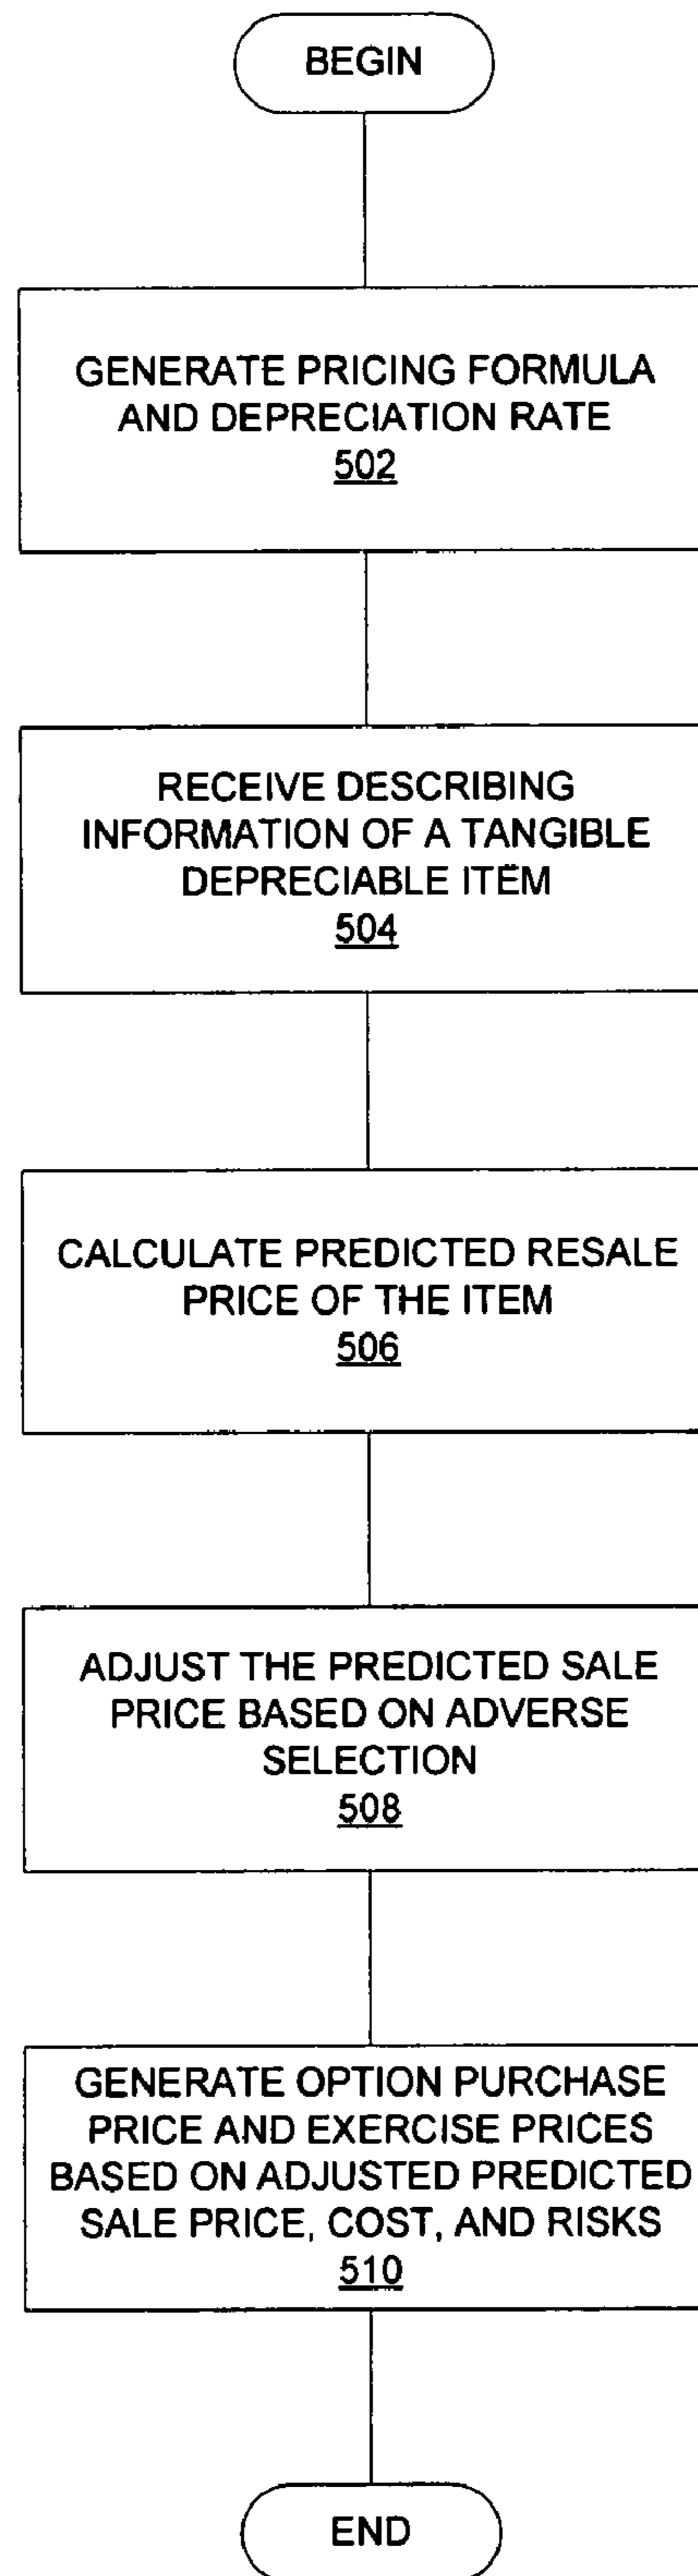 BEGIN
GENERATE PRICING FORMULA
AND DEPRECIATION RATE
502
RECEIVE DESCRIBING
INFORMATION OF A TANGIBLE
DEPRECIABLE ITEM
504
CALCULATE PREDICTED RESALE
PRICE OF THE ITEM
506
ADJUST THE PREDICTED SALE
PRICE BASED ON ADVERSE
SELECTION
508
GENERATE OPTION PURCHASE
PRICE AND EXERCISE PRICES
BASED ON ADJUSTED PREDICTED
SALE PRICE, COST, AND RISKS
510
END